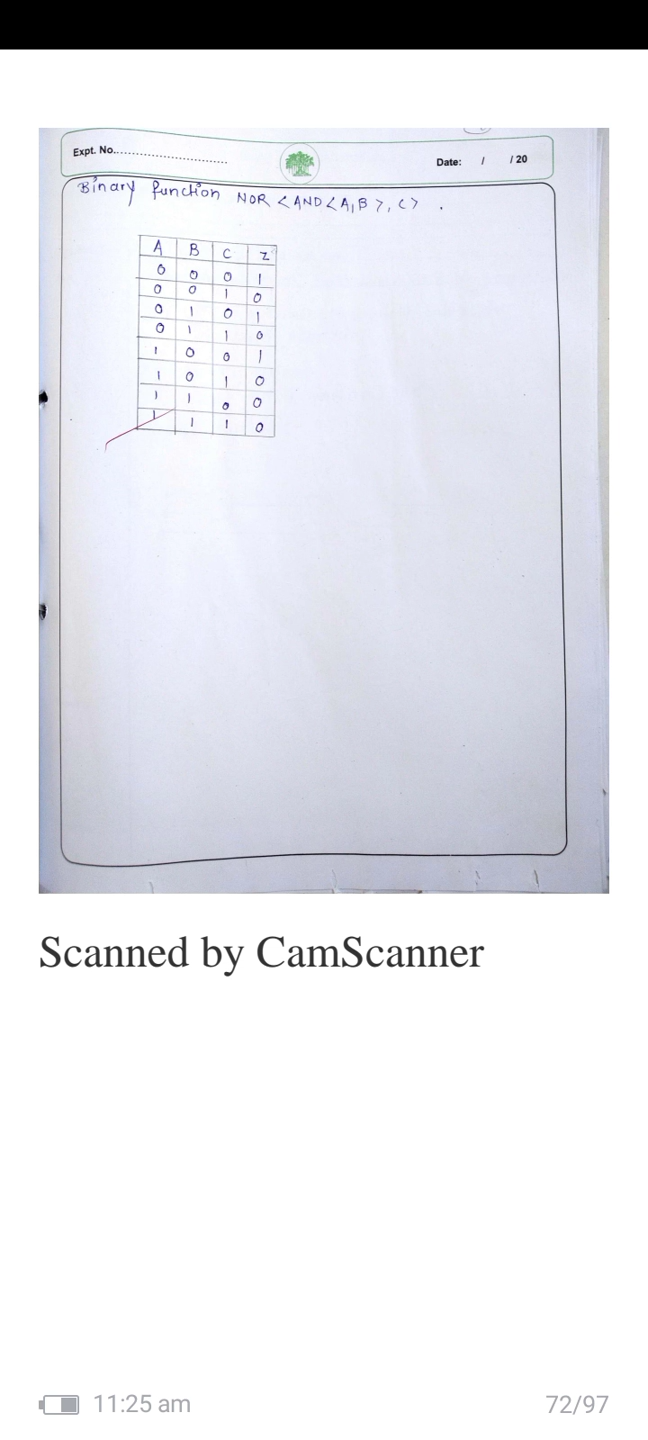 Expt. No.............................
Date: / / 20
Binary function NOR <AND<A,B>,C> .
A B C Z
0 0 0 1
0 0 1 0
0 1 0 1
0 1 1 0
1 0 0 1
1 0 1 0
1 1 0 0
1 1 1 0
Scanned by CamScanner
11:25 am 72/97